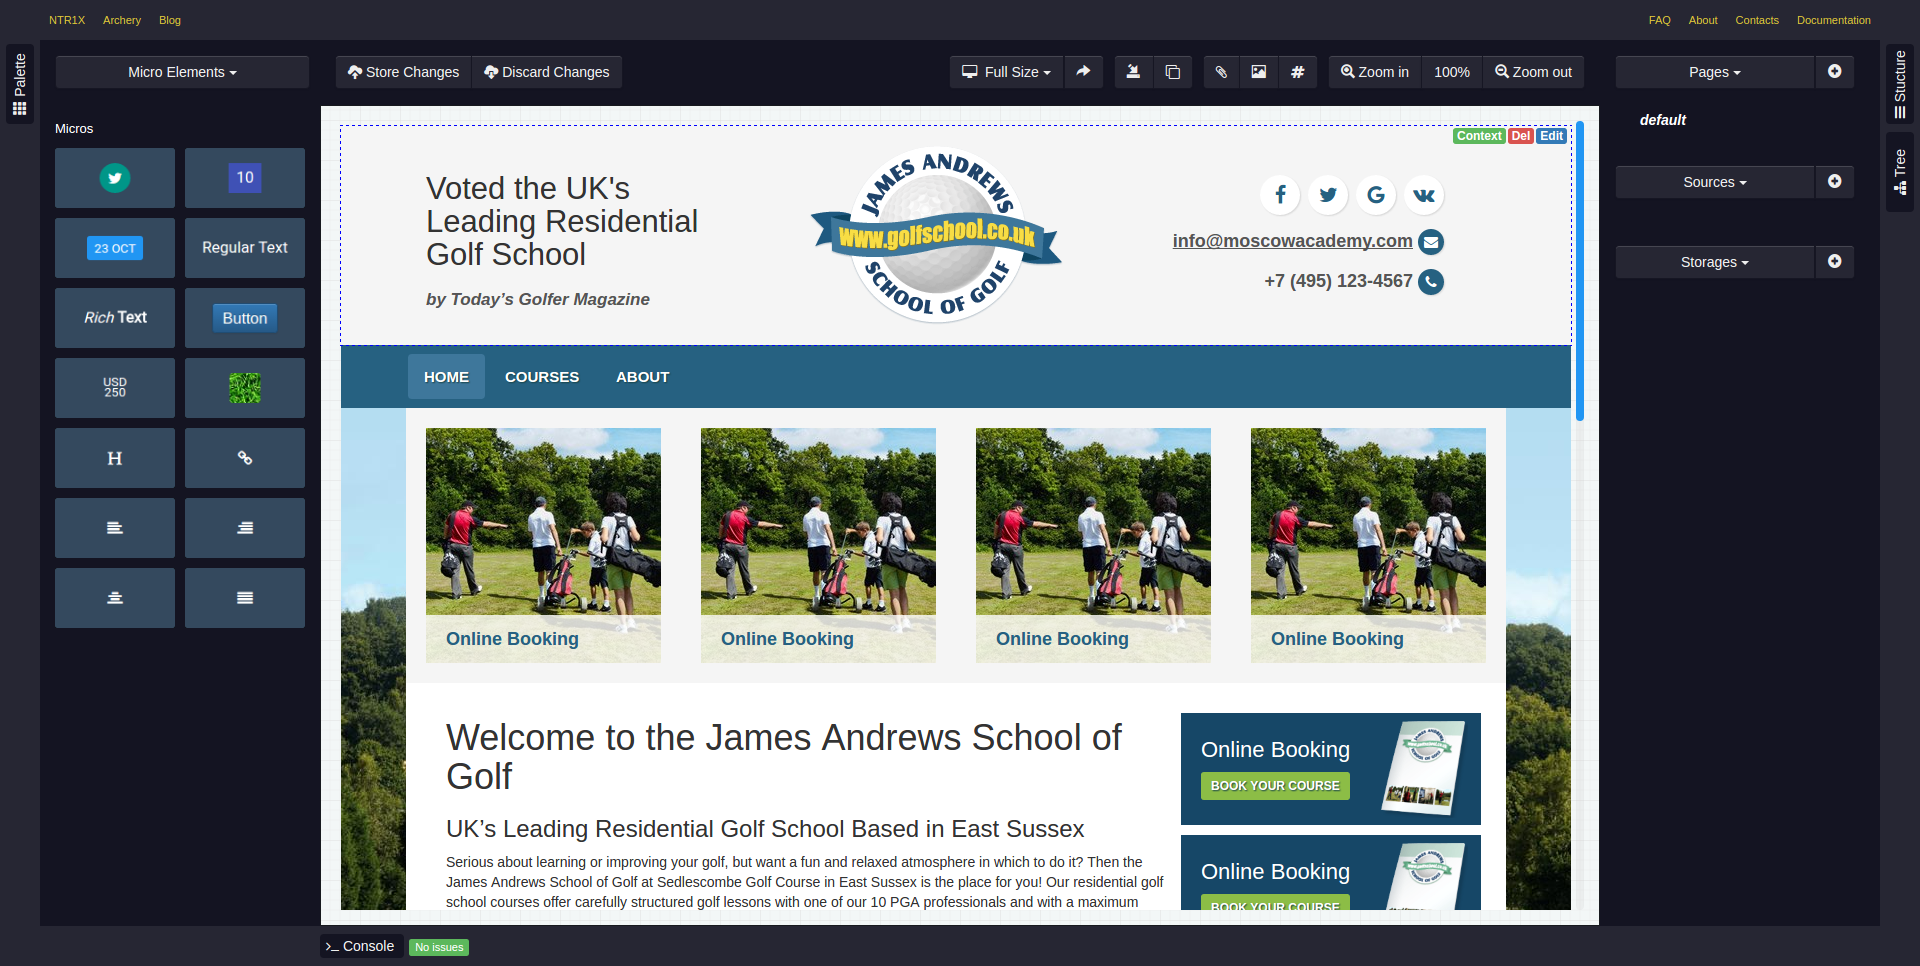 NTR1X Archery Blog
FAQ About Contacts Documentation
Palette
Micro Elements
Store Changes
Discard Changes
Full Size
Zoom in
100%
Zoom out
Pages
Stucture
Tree
default
Sources
Storages
Micros
10
23 OCT
Regular Text
Rich Text
Button
USD
250
H
Context Del Edit
Voted the UK's
Leading Residential
Golf School
by Today’s Golfer Magazine
JAMES ANDREWS
www.golfschool.co.uk
SCHOOL OF GOLF
info@moscowacademy.com
+7 (495) 123-4567
HOME COURSES ABOUT
Online Booking
Online Booking
Online Booking
Online Booking
Welcome to the James Andrews School of
Golf
UK’s Leading Residential Golf School Based in East Sussex
Serious about learning or improving your golf, but want a fun and relaxed atmosphere in which to do it? Then the
James Andrews School of Golf at Sedlescombe Golf Course in East Sussex is the place for you! Our residential golf
school courses offer carefully structured golf lessons with one of our 10 PGA professionals and with a maximum
Online Booking
BOOK YOUR COURSE
Online Booking
BOOK YOUR COURSE
Console
No issues